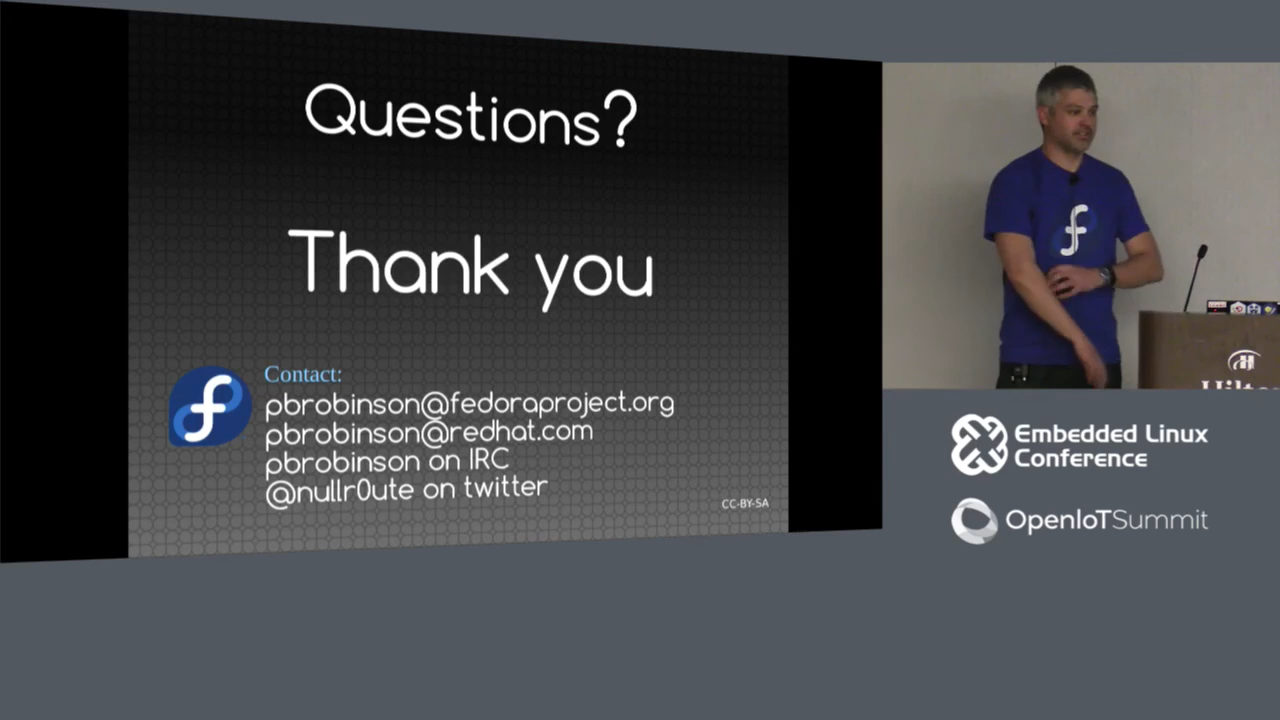 Questions?
Thank you
Contact:
pbrobinson@fedoraproject.org
pbrobinson@redhat.com
pbrobinson on IRC
@nullr0ute on twitter
CC-BY-SA
Embedded Linux
Conference
OpenIoTSummit